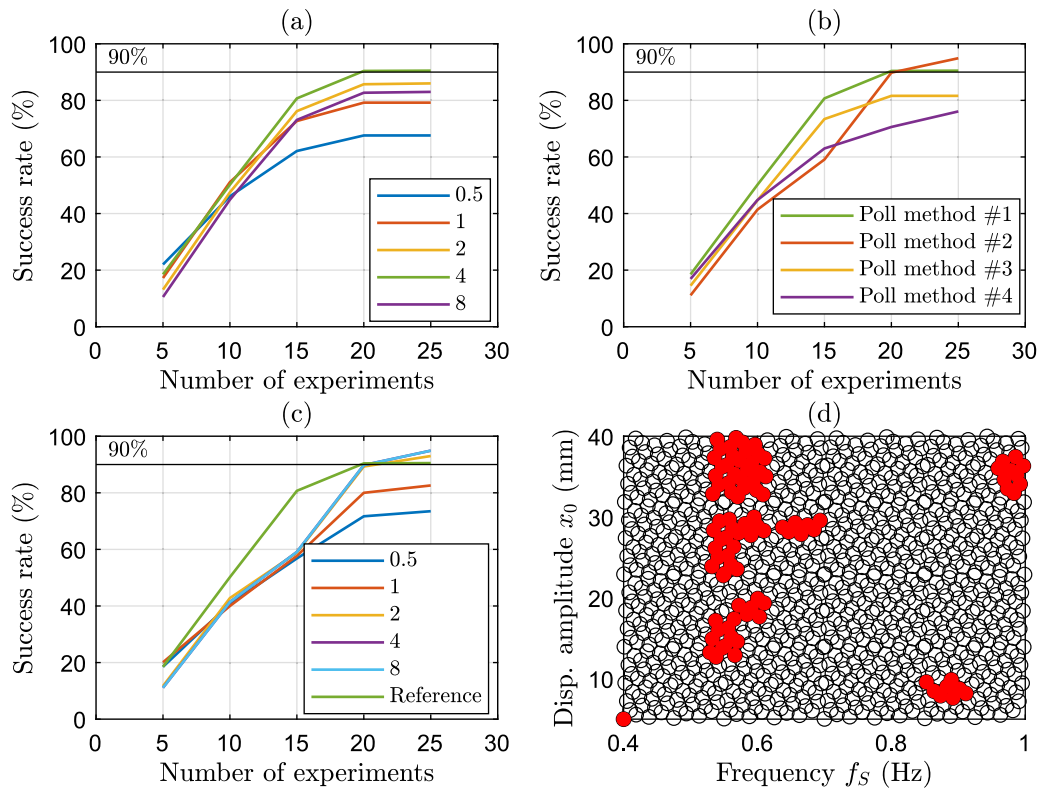 (a)
100
80
60
40
20
0
Success rate (%)
90%
0.5
1
2
4
8
0 5 10 15 20 25 30
Number of experiments
(b)
100
80
60
40
20
0
Success rate (%)
90%
Poll method #1
Poll method #2
Poll method #3
Poll method #4
0 5 10 15 20 25 30
Number of experiments
(c)
100
80
60
40
20
0
Success rate (%)
90%
0.5
1
2
4
8
Reference
0 5 10 15 20 25 30
Number of experiments
(d)
40
30
20
10
Disp. amplitude x₀ (mm)
0.4 0.6 0.8 1
Frequency f_S (Hz)